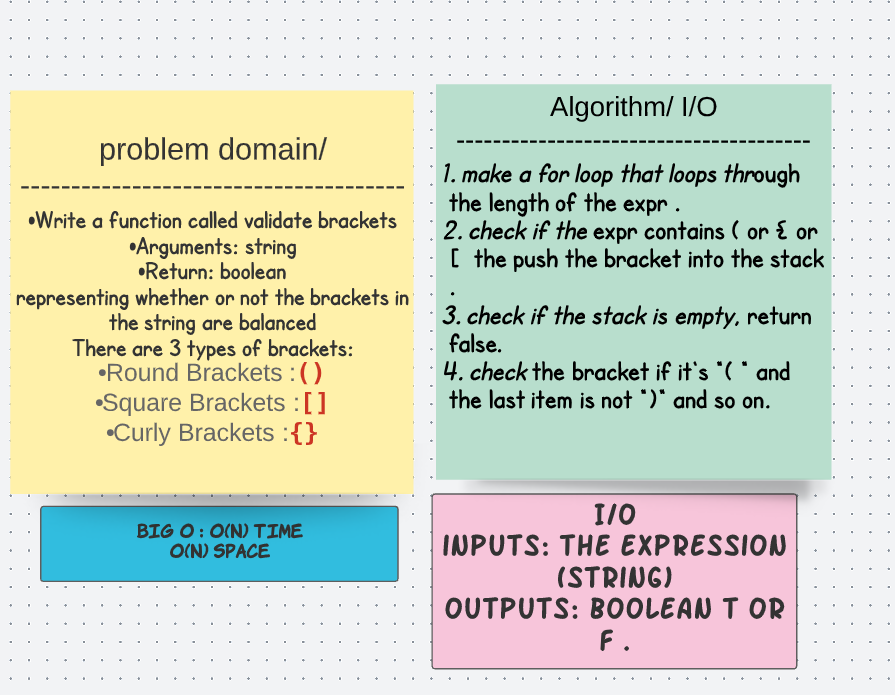 problem domain/
---------------------------------------
•Write a function called validate brackets
•Arguments: string
•Return: boolean
representing whether or not the brackets in
the string are balanced
There are 3 types of brackets:
•Round Brackets :()
•Square Brackets :[]
•Curly Brackets :{}
BIG O : O(N) TIME
O(N) SPACE
Algorithm/ I/O
---------------------------------------
1. make a for loop that loops through
the length of the expr .
2. check if the expr contains ( or { or
[  the push the bracket into the stack
.
3. check if the stack is empty, return
false.
4. check the bracket if it's "( " and
the last item is not ")" and so on.
I/O
INPUTS: THE EXPRESSION
(STRING)
OUTPUTS: BOOLEAN T OR
F .